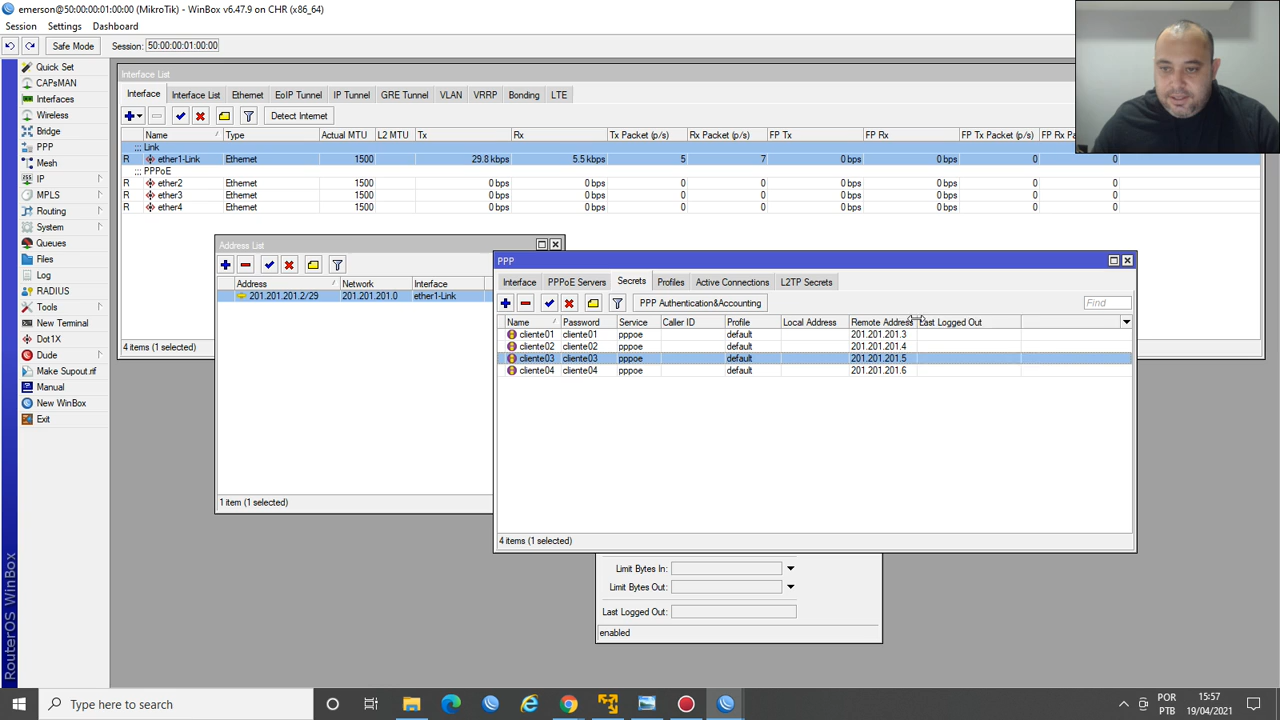 emerson@50:00:00:01:00:00 (MikroTik) - WinBox v6.47.9 on CHR (x86_64)
Session Settings Dashboard
Safe Mode Session: 50:00:00:01:00:00
Quick Set
CAPsMAN
Interfaces
Wireless
Bridge
PPP
Mesh
IP
MPLS
Routing
System
Queues
Files
Log
RADIUS
Tools
New Terminal
Dot1X
Dude
Make Supout.rif
Manual
New WinBox
Exit
RouterOS WinBox
Interface List
Interface Interface List Ethernet EoIP Tunnel IP Tunnel GRE Tunnel VLAN VRRP Bonding LTE
Detect Internet
Name Type Actual MTU L2 MTU Tx Rx Tx Packet (p/s) Rx Packet (p/s) FP Tx FP Rx FP Tx Packet (p/s) FP Rx Pa
;;; Link
R ether1-Link Ethernet 1500 29.8 kbps 5.5 kbps 5 7 0 bps 0 bps 0 0
;;; PPPoE
R ether2 Ethernet 1500 0 bps 0 bps 0 0 0 bps 0 bps 0 0
R ether3 Ethernet 1500 0 bps 0 bps 0 0 0 bps 0 bps 0 0
R ether4 Ethernet 1500 0 bps 0 bps 0 0 0 bps 0 bps 0 0
4 items (1 selected)
Address List
Address Network Interface
201.201.201.2/29 201.201.201.0 ether1-Link
1 item (1 selected)
PPP
Interface PPPoE Servers Secrets Profiles Active Connections L2TP Secrets
PPP Authentication&Accounting Find
Name Password Service Caller ID Profile Local Address Remote Address Last Logged Out
cliente01 cliente01 pppoe default 201.201.201.3
cliente02 cliente02 pppoe default 201.201.201.4
cliente03 cliente03 pppoe default 201.201.201.5
cliente04 cliente04 pppoe default 201.201.201.6
4 items (1 selected)
Limit Bytes In:
Limit Bytes Out:
Last Logged Out:
enabled
Type here to search
POR
PTB
15:57
19/04/2021